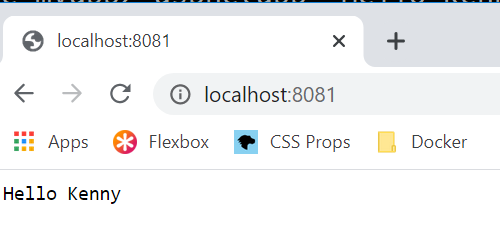 localhost:8081
localhost:8081
Apps Flexbox CSS Props Docker
Hello Kenny